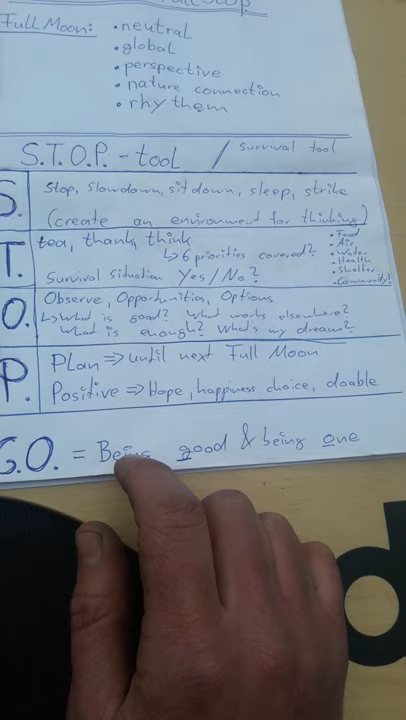 Full Stop
Full Moon:
• neutral
• global
• perspective
• nature connection
• rhythem
S.T.O.P. - tool / survival tool
S.
Stop, Slowdown, sit down, sleep, strike
(create an environment for thinking)
T.
tea, thank, think
↳ 6 priorities covered?
• Food
• Air
• Water
• Health
• Shelter
• Community!
Survival Situation Yes / No?
O.
Observe, Opportunities, Options
↳ What is good? What works elsewhere?
What is enough? What's my dream?
P.
Plan ⇒ until next Full Moon
Positive ⇒ Hope, happiness choice, doable
G.O. = Being good & being one
d